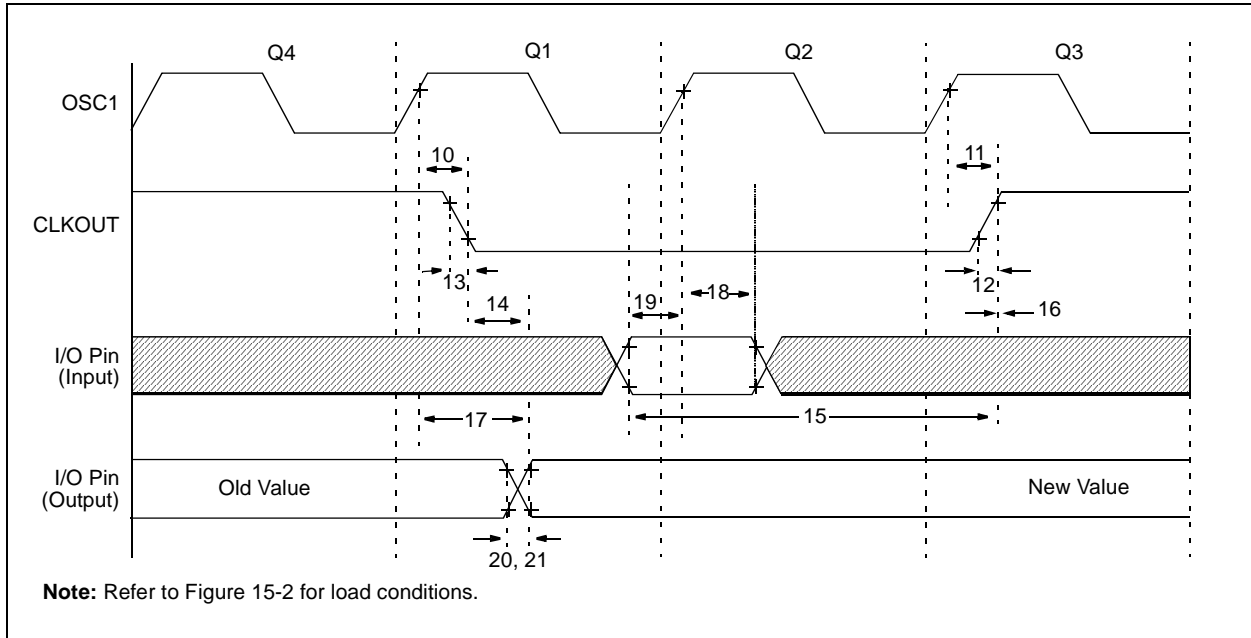 Q4 Q1 Q2 Q3
OSC1
10 11
CLKOUT
13 12
14 19 18 16
I/O Pin
(Input)
17 15
I/O Pin
(Output)
Old Value New Value
20, 21
Note: Refer to Figure 15-2 for load conditions.